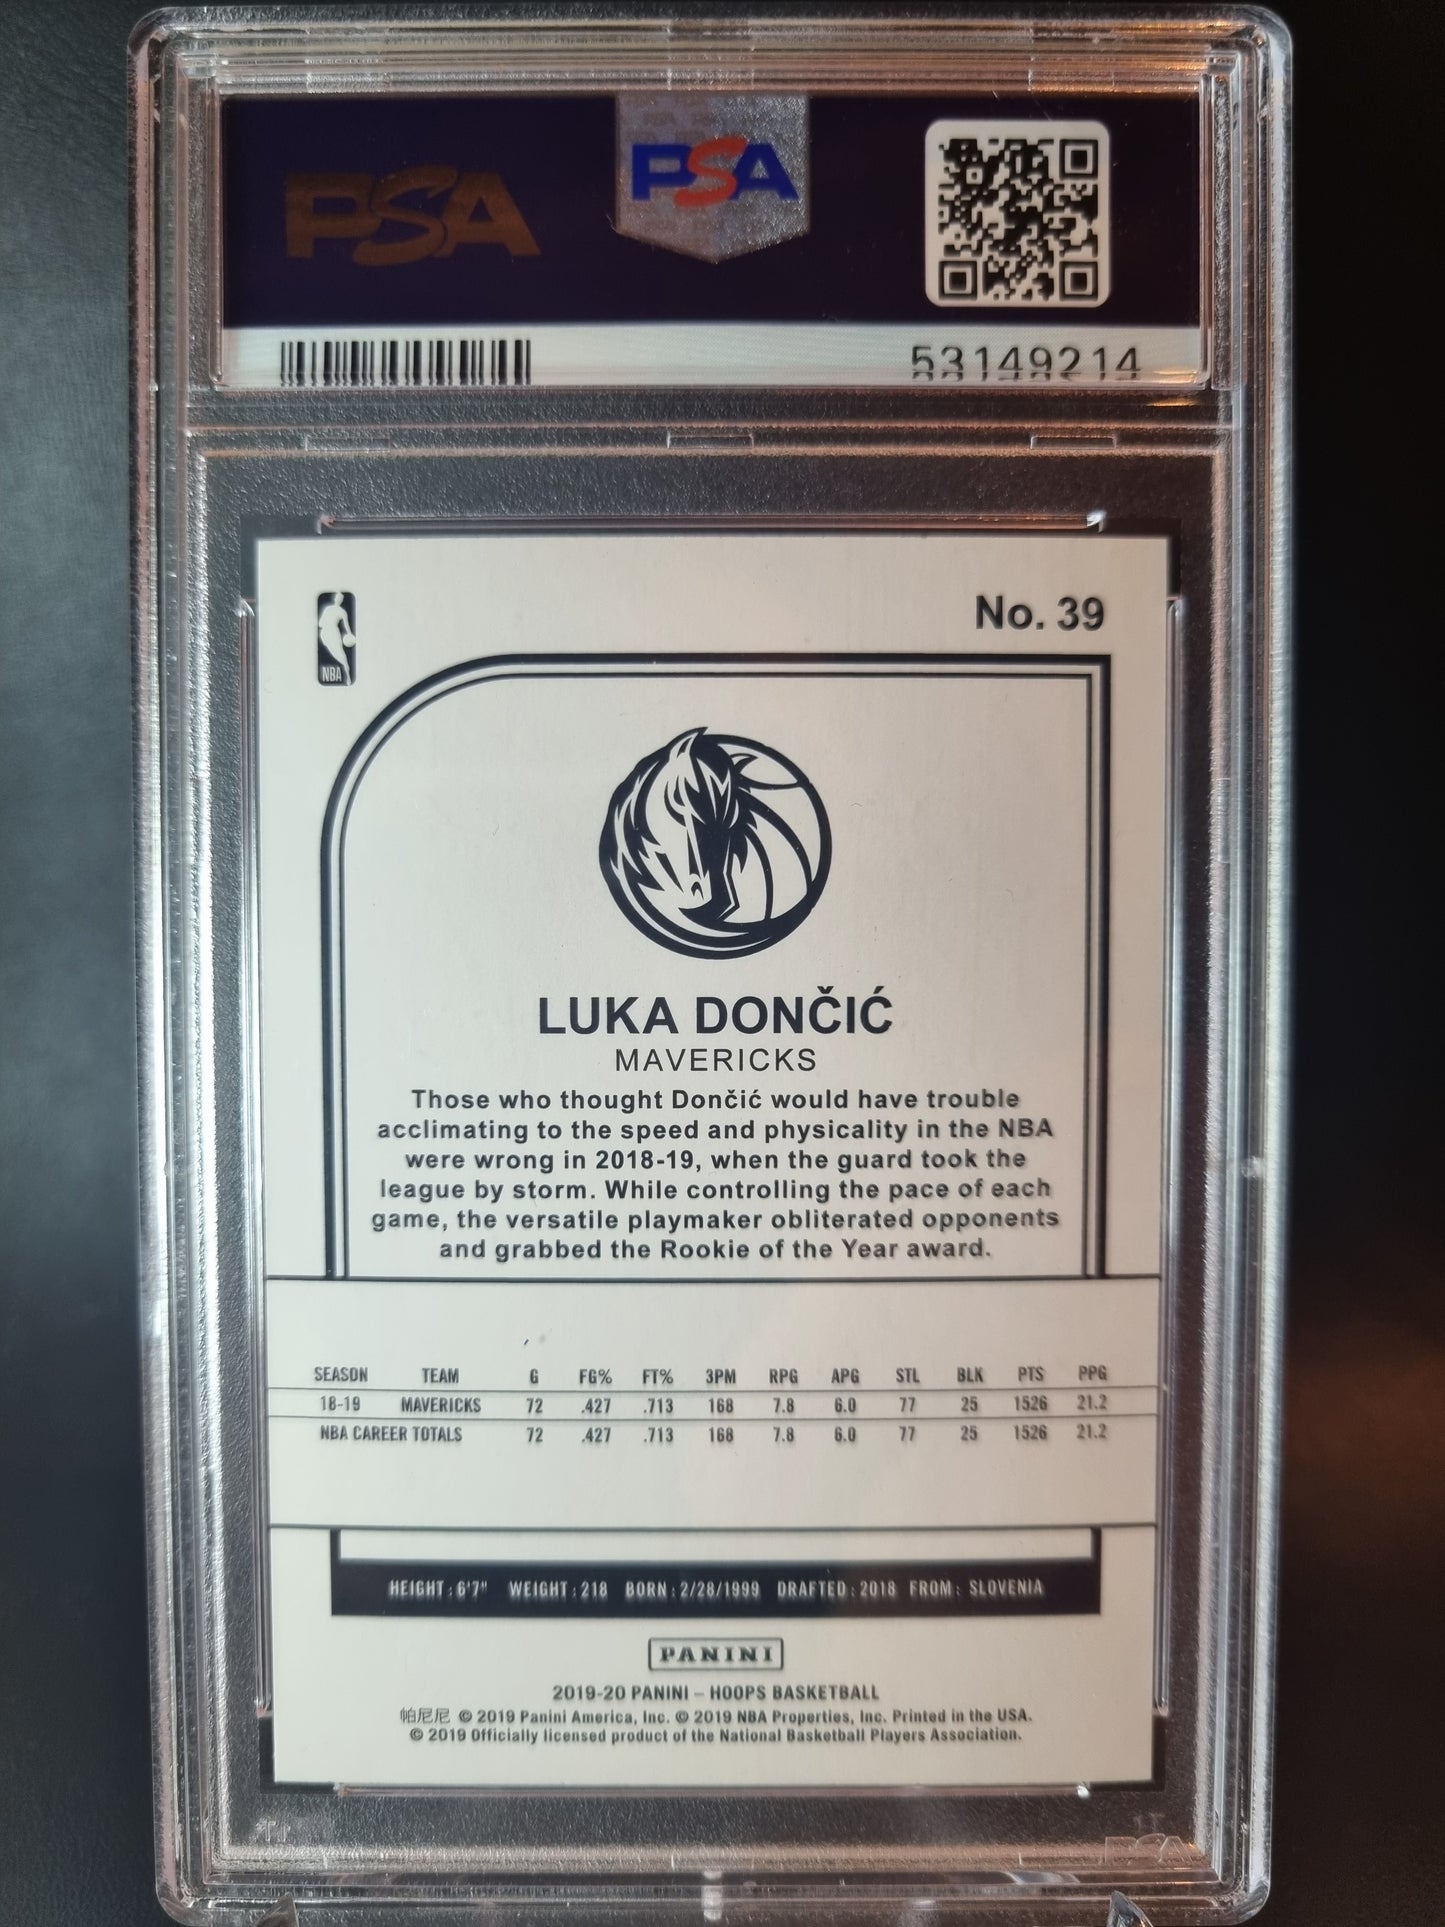 PSA
PSA
53149214
No. 39
NBA
LUKA DONČIĆ
MAVERICKS
Those who thought Dončić would have trouble
acclimating to the speed and physicality in the NBA
were wrong in 2018-19, when the guard took the
league by storm. While controlling the pace of each
game, the versatile playmaker obliterated opponents
and grabbed the Rookie of the Year award.
SEASON TEAM G FG% FT% 3PM RPG APG STL BLK PTS PPG
18-19 MAVERICKS 72 .427 .713 168 7.8 6.0 77 25 1526 21.2
NBA CAREER TOTALS 72 .427 .713 168 7.8 6.0 77 25 1526 21.2
HEIGHT: 6'7" WEIGHT: 218 BORN: 2/28/1999 DRAFTED: 2018 FROM: SLOVENIA
PANINI
2019-20 PANINI – HOOPS BASKETBALL
帕尼尼 © 2019 Panini America, Inc. © 2019 NBA Properties, Inc. Printed in the USA.
© 2019 Officially licensed product of the National Basketball Players Association.
PSA